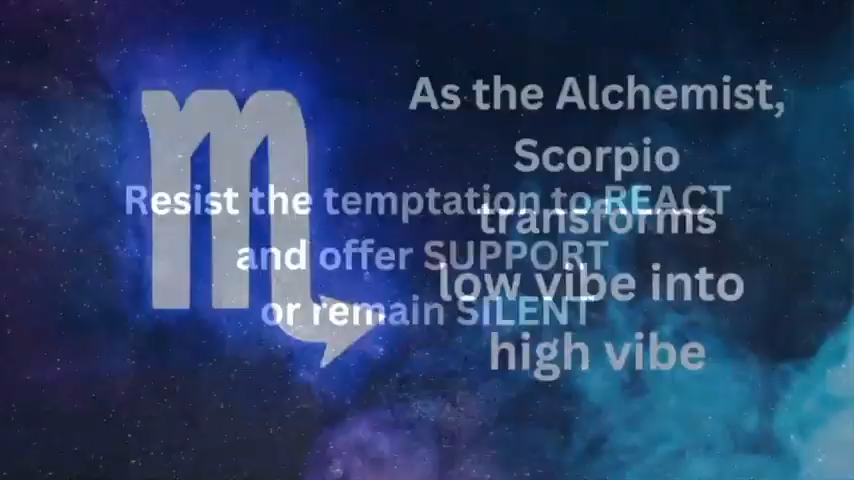 As the Alchemist,
Scorpio
transforms
low vibe into
high vibe
Resist the temptation to REACT
and offer SUPPORT
or remain SILENT